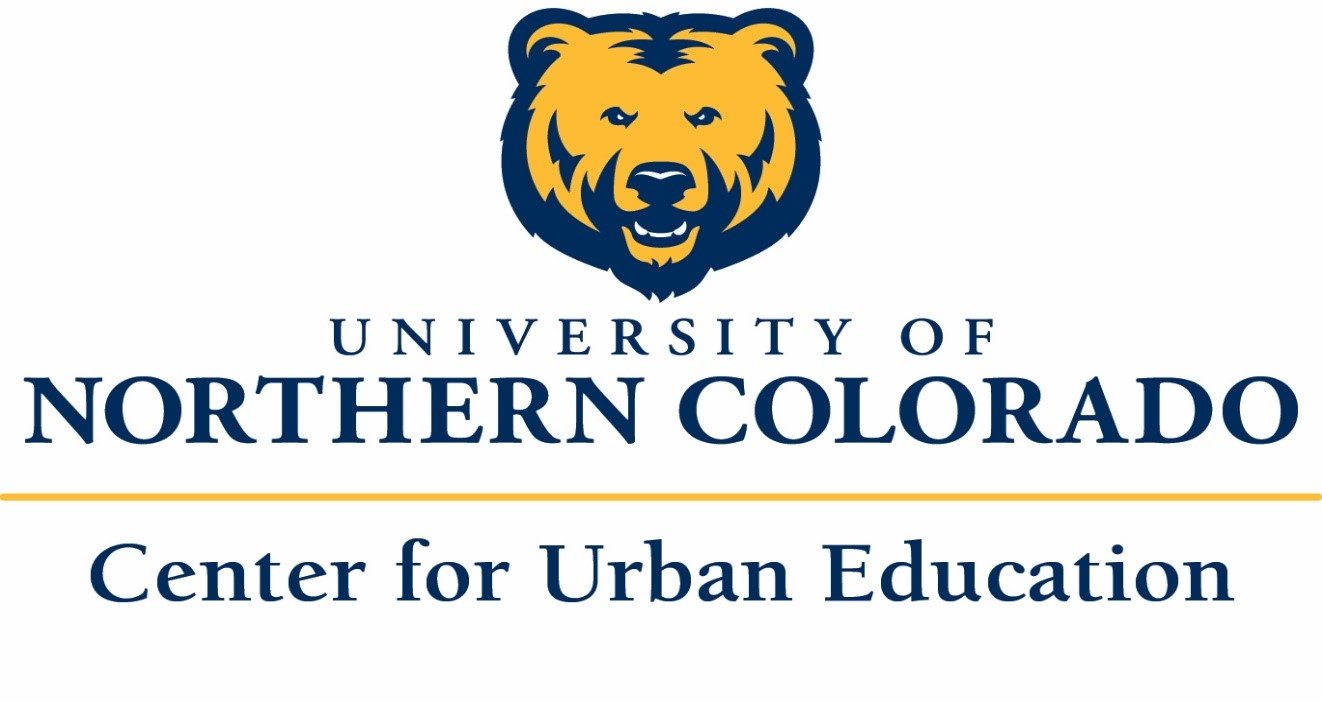 UNIVERSITY OF
NORTHERN COLORADO
Center for Urban Education